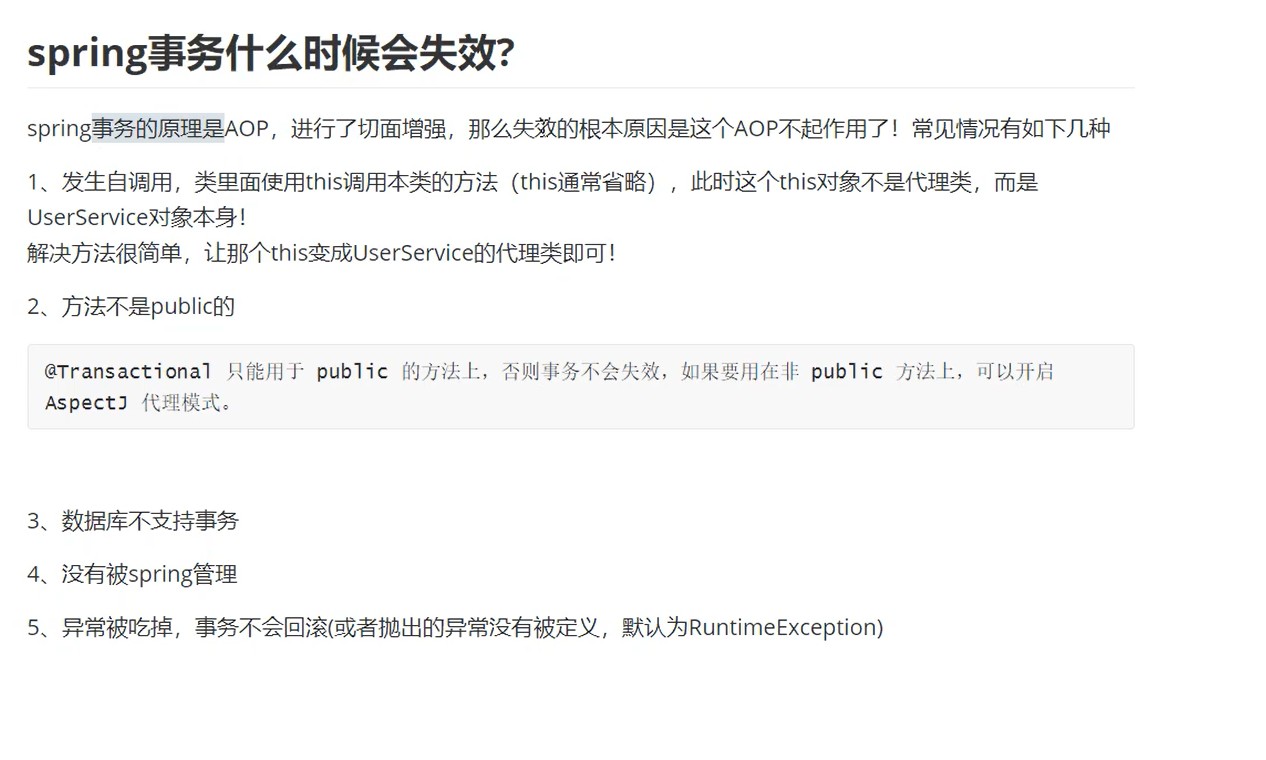 spring事务什么时候会失效?
spring事务的原理是AOP，进行了切面增强，那么失效的根本原因是这个AOP不起作用了！常见情况有如下几种
1、发生自调用，类里面使用this调用本类的方法（this通常省略），此时这个this对象不是代理类，而是
UserService对象本身！
解决方法很简单，让那个this变成UserService的代理类即可！
2、方法不是public的
@Transactional 只能用于 public 的方法上，否则事务不会失效，如果要用在非 public 方法上，可以开启
AspectJ 代理模式。
3、数据库不支持事务
4、没有被spring管理
5、异常被吃掉，事务不会回滚(或者抛出的异常没有被定义，默认为RuntimeException)